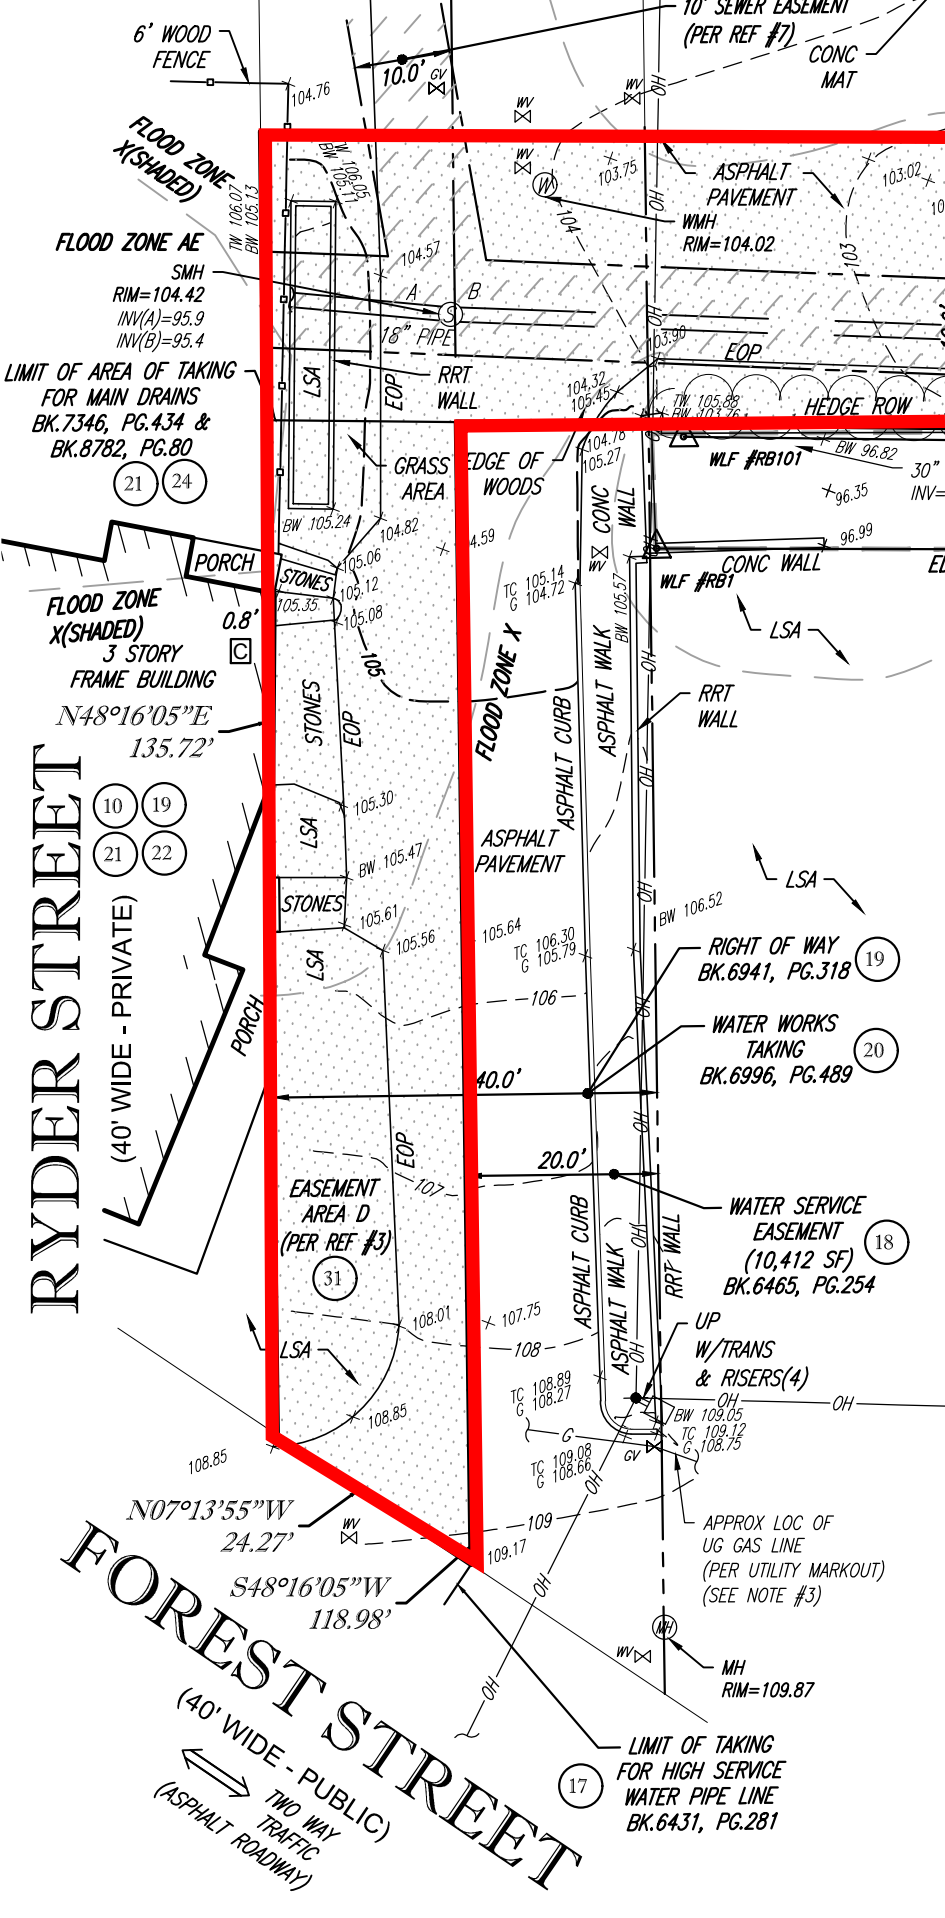 10' SEWER EASEMENT
(PER REF #7)
6' WOOD
FENCE
10.0'
GV
CONC
MAT
104.76
WV
WV
OH
FLOOD ZONE
X(SHADED)
TW 106.07
BW 105.13
TW 106.05
BW 105.11
WV
W
103.75
ASPHALT
PAVEMENT
103.02
WMH
RIM=104.02
104
103
FLOOD ZONE AE
SMH
RIM=104.42
INV(A)=95.9
INV(B)=95.4
104.57
A
B
S
18" PIPE
103.90
EOP
LIMIT OF AREA OF TAKING
FOR MAIN DRAINS
BK.7346, PG.434 &
BK.8782, PG.80
21
24
LSA
EOP
RRT
WALL
104.32
105.45
TW 105.88
BW 103.76
HEDGE ROW
GRASS
AREA
EDGE OF
WOODS
104.78
105.27
CONC
WALL
WLF #RB101
BW 96.82
30"
INV=
96.35
96.99
BW 105.24
104.82
PORCH
STONES
105.06
105.12
105.35
105.08
WV
TC 105.14
G 104.72
BW 105.57
CONC WALL
WLF #RB1
LSA
FLOOD ZONE
X(SHADED)
0.8'
C
3 STORY
FRAME BUILDING
N48°16'05"E
135.72'
105
FLOOD ZONE X
ASPHALT WALK
ASPHALT CURB
RRT
WALL
STONES
EOP
10
19
21
22
105.30
LSA
BW 105.47
STONES
105.61
105.56
LSA
ASPHALT
PAVEMENT
105.64
TC 106.30
G 105.79
BW 106.52
LSA
RIGHT OF WAY
BK.6941, PG.318
19
WATER WORKS
TAKING
BK.6996, PG.489
20
RYDER STREET
(40' WIDE - PRIVATE)
PORCH
106
40.0'
20.0'
EOP
107
EASEMENT
AREA D
(PER REF #3)
31
WATER SERVICE
EASEMENT
(10,412 SF)
BK.6465, PG.254
18
ASPHALT CURB
ASPHALT WALK
RRT WALL
108.01
107.75
108
LSA
UP
W/TRANS
& RISERS(4)
OH
OH
TC 108.89
G 108.27
108.85
108.85
BW 109.05
TC 109.12
G 108.75
G
GV
TC 109.08
G 108.66
OH
N07°13'55"W
24.27'
WV
109
109.17
APPROX LOC OF
UG GAS LINE
(PER UTILITY MARKOUT)
(SEE NOTE #3)
S48°16'05"W
118.98'
OH
MH
WV
MH
RIM=109.87
OH
FOREST STREET
(40' WIDE - PUBLIC)
TWO WAY
TRAFFIC
(ASPHALT ROADWAY)
17
LIMIT OF TAKING
FOR HIGH SERVICE
WATER PIPE LINE
BK.6431, PG.281